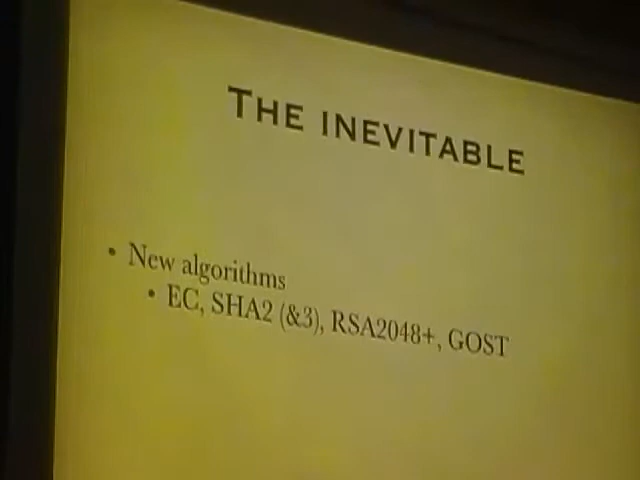 THE INEVITABLE
• New algorithms
• EC, SHA2 (&3), RSA2048+, GOST